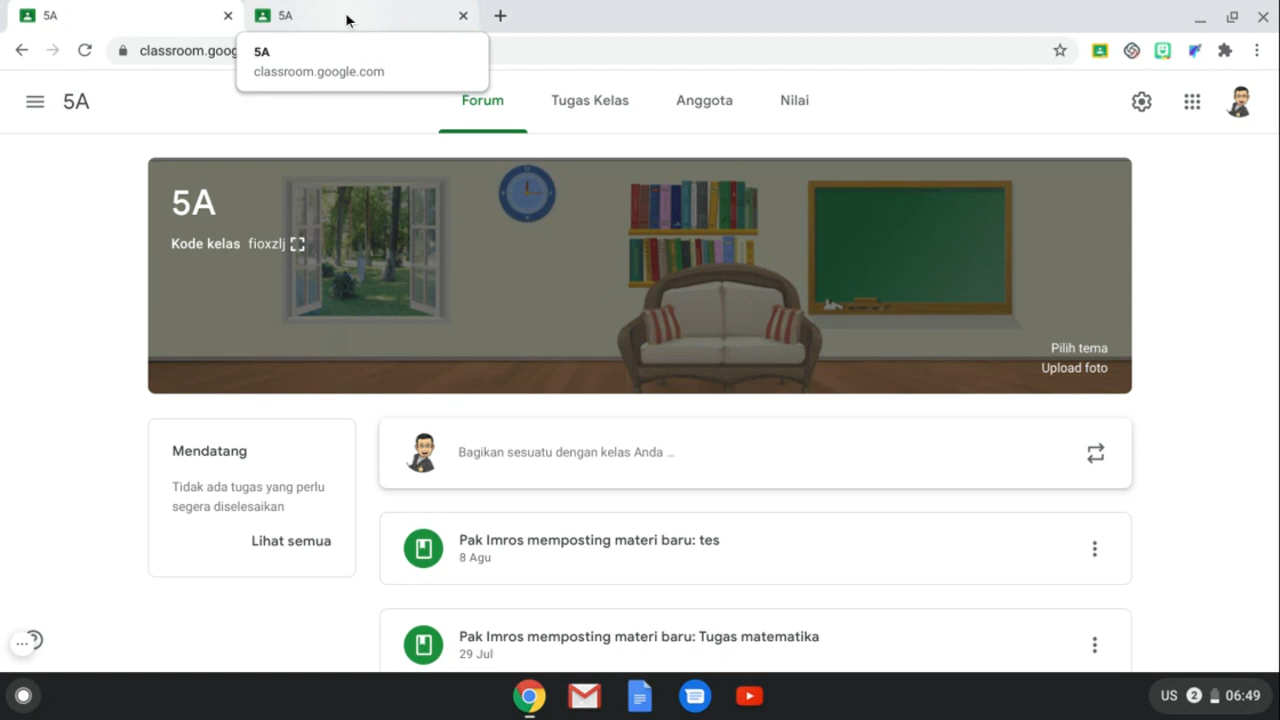 5A
5A
classroom.goog
5A
classroom.google.com
5A
Forum
Tugas Kelas
Anggota
Nilai
5A
Kode kelas fioxzlj
Pilih tema
Upload foto
Mendatang
Tidak ada tugas yang perlu
segera diselesaikan
Lihat semua
Bagikan sesuatu dengan kelas Anda ...
Pak Imros memposting materi baru: tes
8 Agu
Pak Imros memposting materi baru: Tugas matematika
29 Jul
US 2 06:49